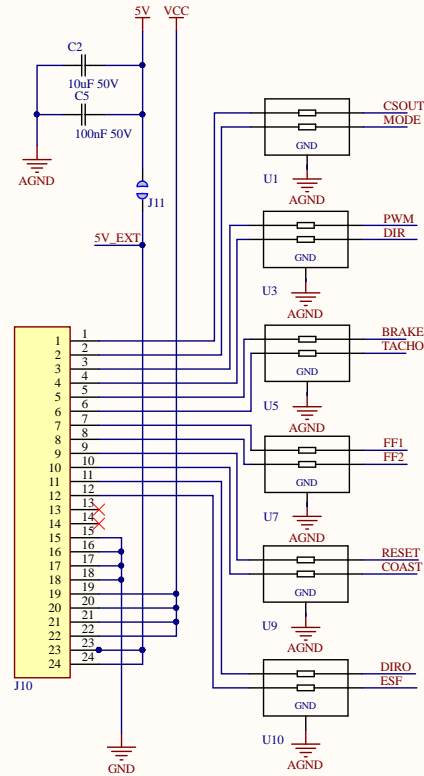 5V VCC
C2
10uF 50V
C5
100nF 50V
AGND
J11
5V_EXT
CSOUT
MODE
GND
U1
AGND
PWM
DIR
GND
U3
AGND
BRAKE
TACHO
GND
U5
AGND
FF1
FF2
GND
U7
AGND
RESET
COAST
GND
U9
AGND
DIRO
ESF
GND
U10
AGND
1 1
2 2
3 3
4 4
5 5
6 6
7 7
8 8
9 9
10 10
11 11
12 12
13 13
14 14
15 15
16 16
17 17
18 18
19 19
20 20
21 21
22 22
23 23
24 24
J10
GND